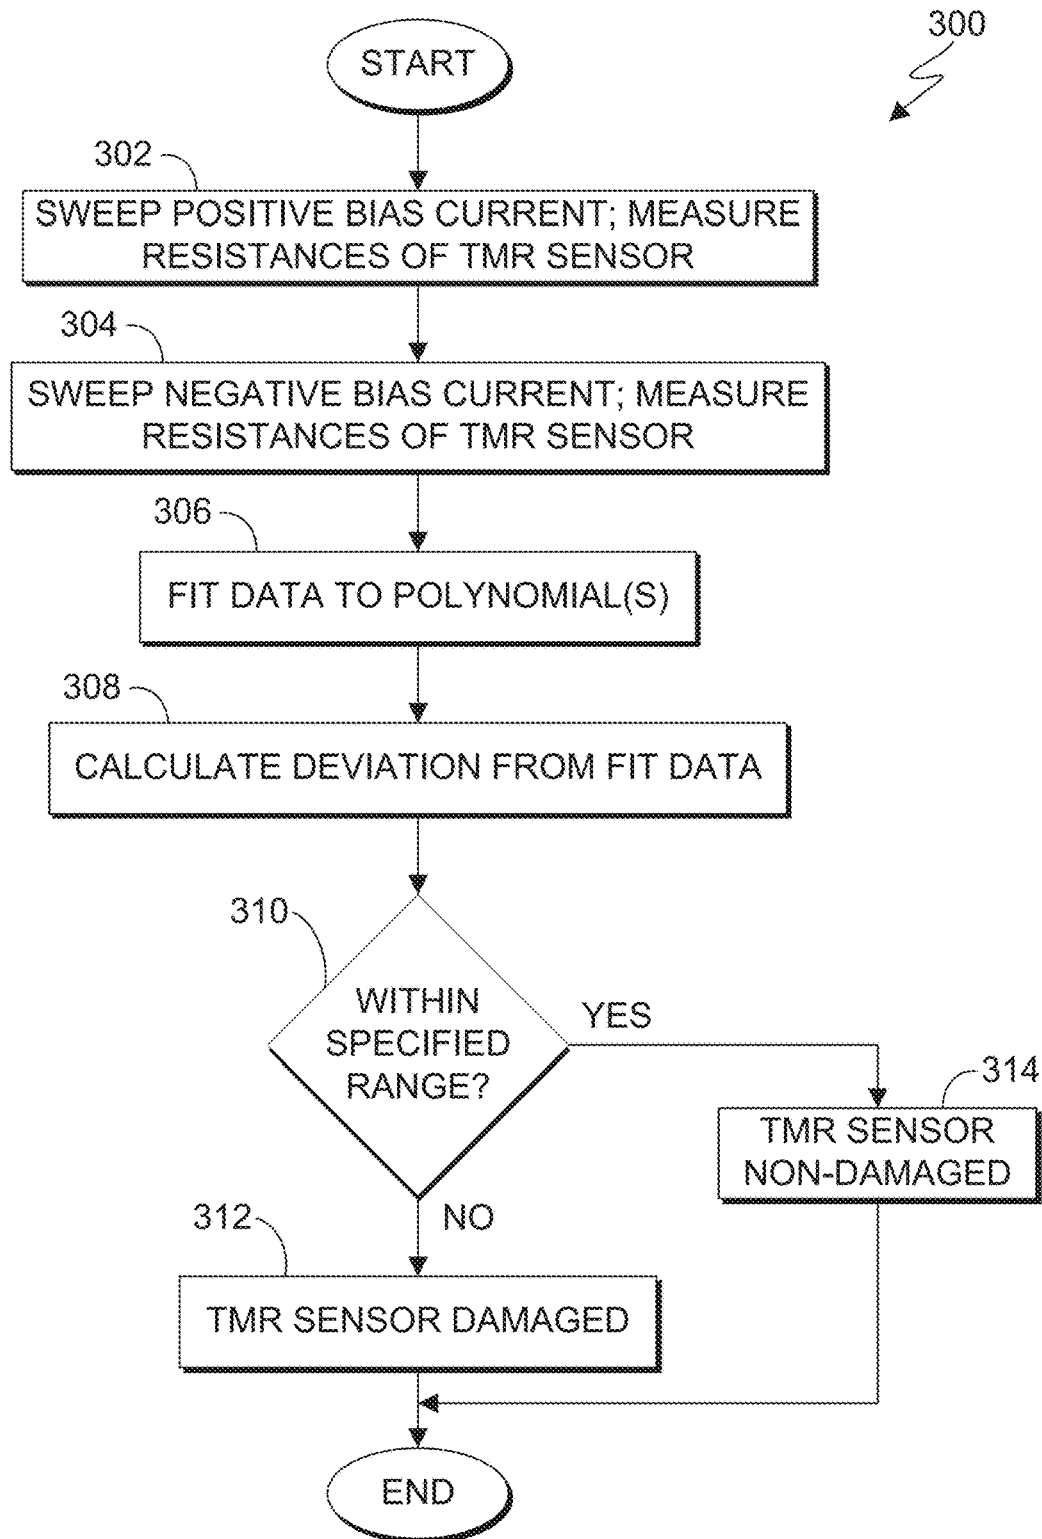 300
START
302
SWEEP POSITIVE BIAS CURRENT; MEASURE
RESISTANCES OF TMR SENSOR
304
SWEEP NEGATIVE BIAS CURRENT; MEASURE
RESISTANCES OF TMR SENSOR
306
FIT DATA TO POLYNOMIAL(S)
308
CALCULATE DEVIATION FROM FIT DATA
310
WITHIN
SPECIFIED
RANGE?
YES
314
TMR SENSOR
NON-DAMAGED
NO
312
TMR SENSOR DAMAGED
END